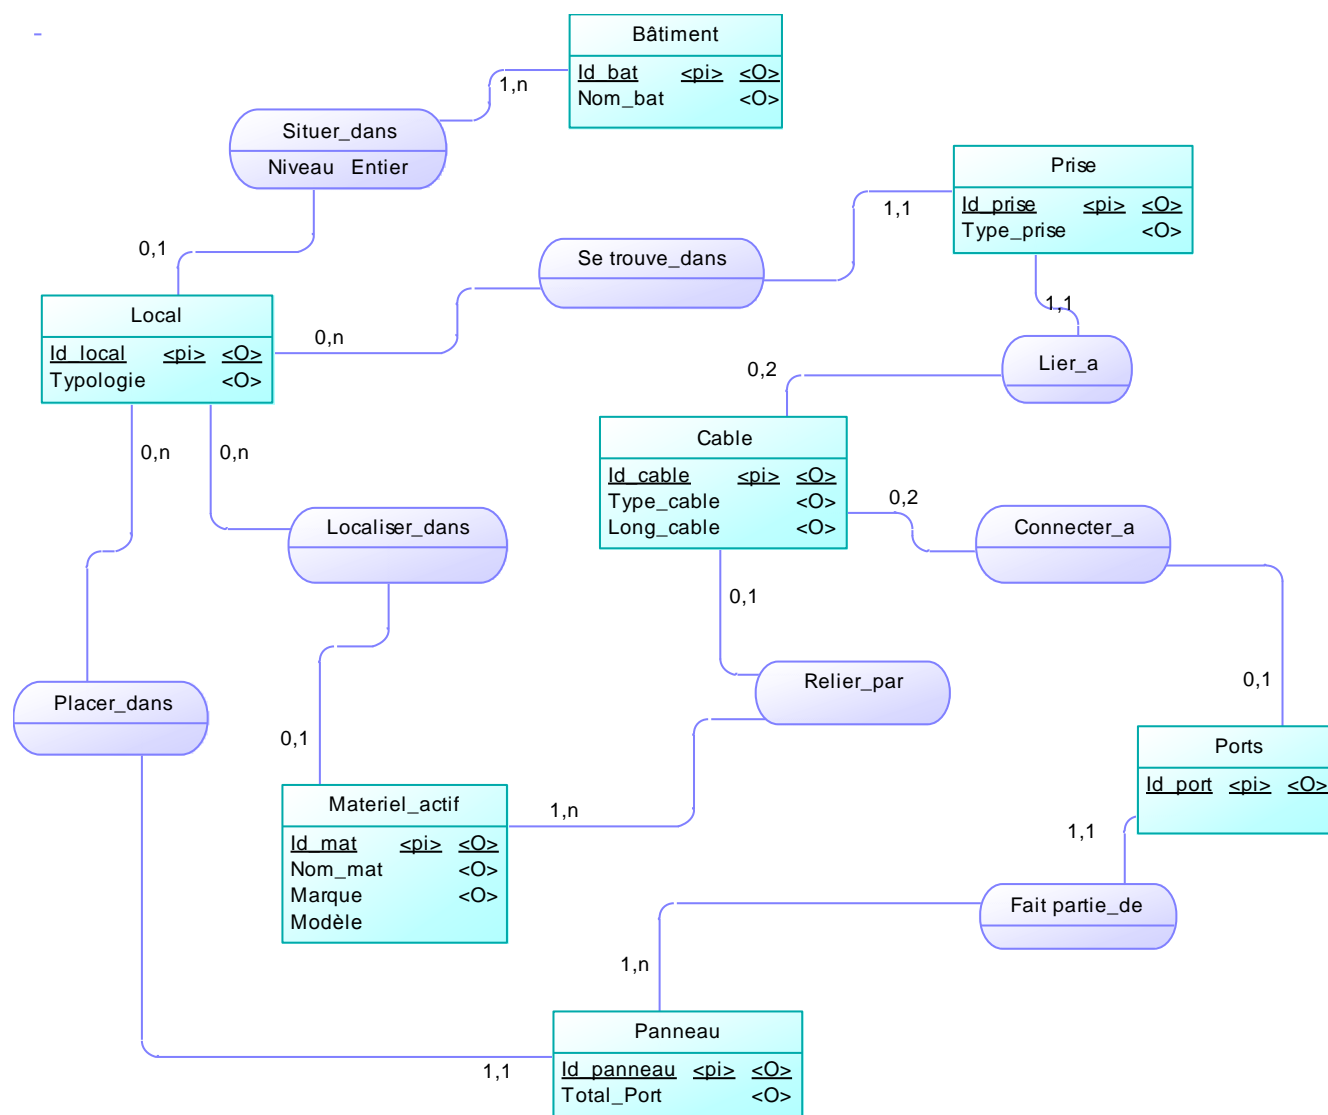 Bâtiment
Id_bat <pi> <O>
Nom_bat <O>
1,n
Situer_dans
Niveau Entier
0,1
Prise
Id_prise <pi> <O>
Type_prise <O>
1,1
Se trouve_dans
1,1
Local
Id_local <pi> <O>
Typologie <O>
0,n
Lier_a
0,2
0,n
0,n
Cable
Id_cable <pi> <O>
Type_cable <O>
Long_cable <O>
0,2
Connecter_a
Localiser_dans
0,1
Relier_par
0,1
Placer_dans
0,1
Ports
Id_port <pi> <O>
Materiel_actif
Id_mat <pi> <O>
Nom_mat <O>
Marque <O>
Modèle
1,n
1,1
Fait partie_de
1,n
Panneau
Id_panneau <pi> <O>
Total_Port <O>
1,1